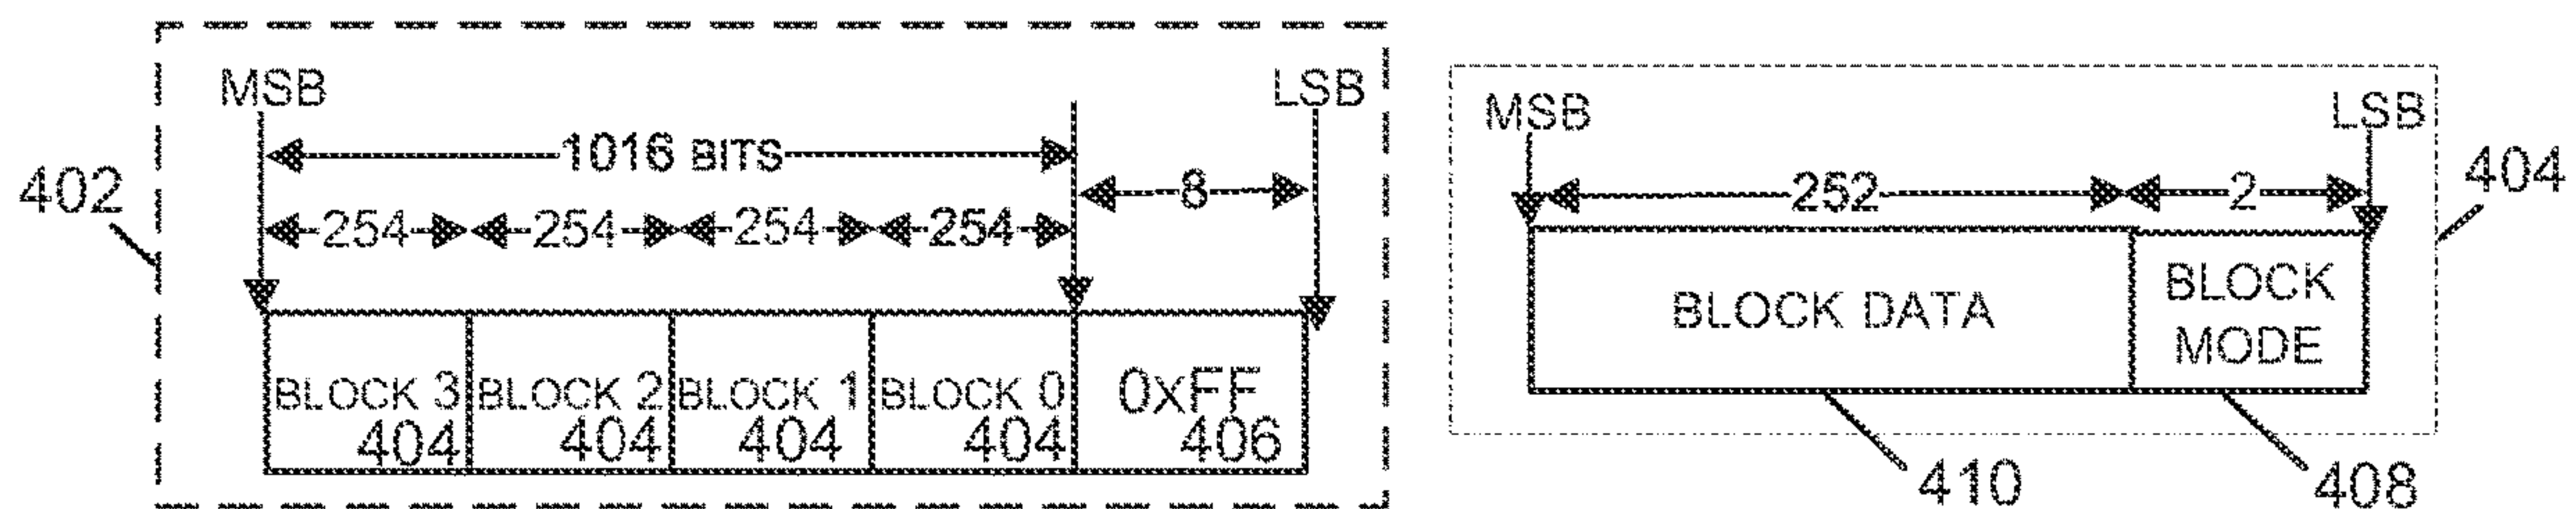 MSB
LSB
1016 BITS
8
402
254 254 254 254
BLOCK 3 BLOCK 2 BLOCK 1 BLOCK 0 0xFF
404 404 404 404 406
MSB
LSB
404
252 2
BLOCK DATA
BLOCK
MODE
410
408